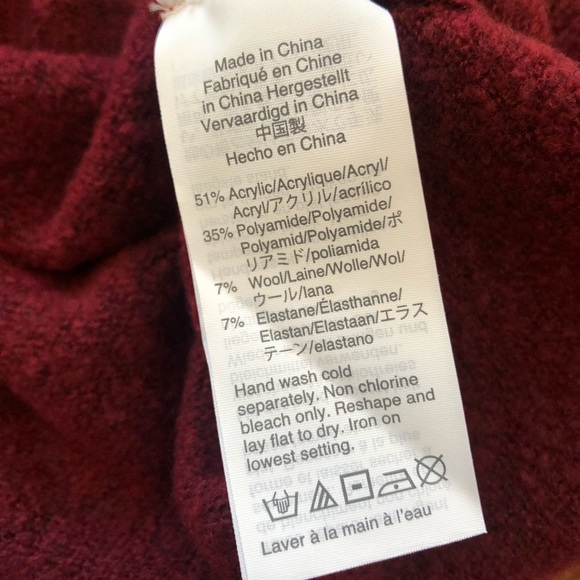 Made in China
Fabriqué en Chine
in China Hergestellt
Vervaardigd in China
中国製
Hecho en China
51% Acrylic/Acrylique/Acryl/
Acryl/アクリル/acrílico
35% Polyamide/Polyamide/
Polyamid/Polyamide/ポ
リアミド/poliamida
7% Wool/Laine/Wolle/Wol/
ウール/lana
7% Elastane/Élasthanne/
Elastan/Elastaan/エラス
テーン/elastano
Hand wash cold
separately. Non chlorine
bleach only. Reshape and
lay flat to dry. Iron on
lowest setting.
Laver à la main à l'eau